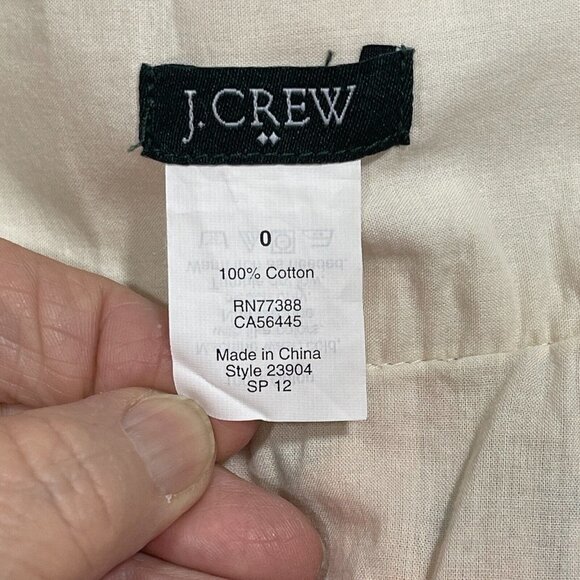 J.CREW
0
100% Cotton
RN77388
CA56445
Made in China
Style 23904
SP 12